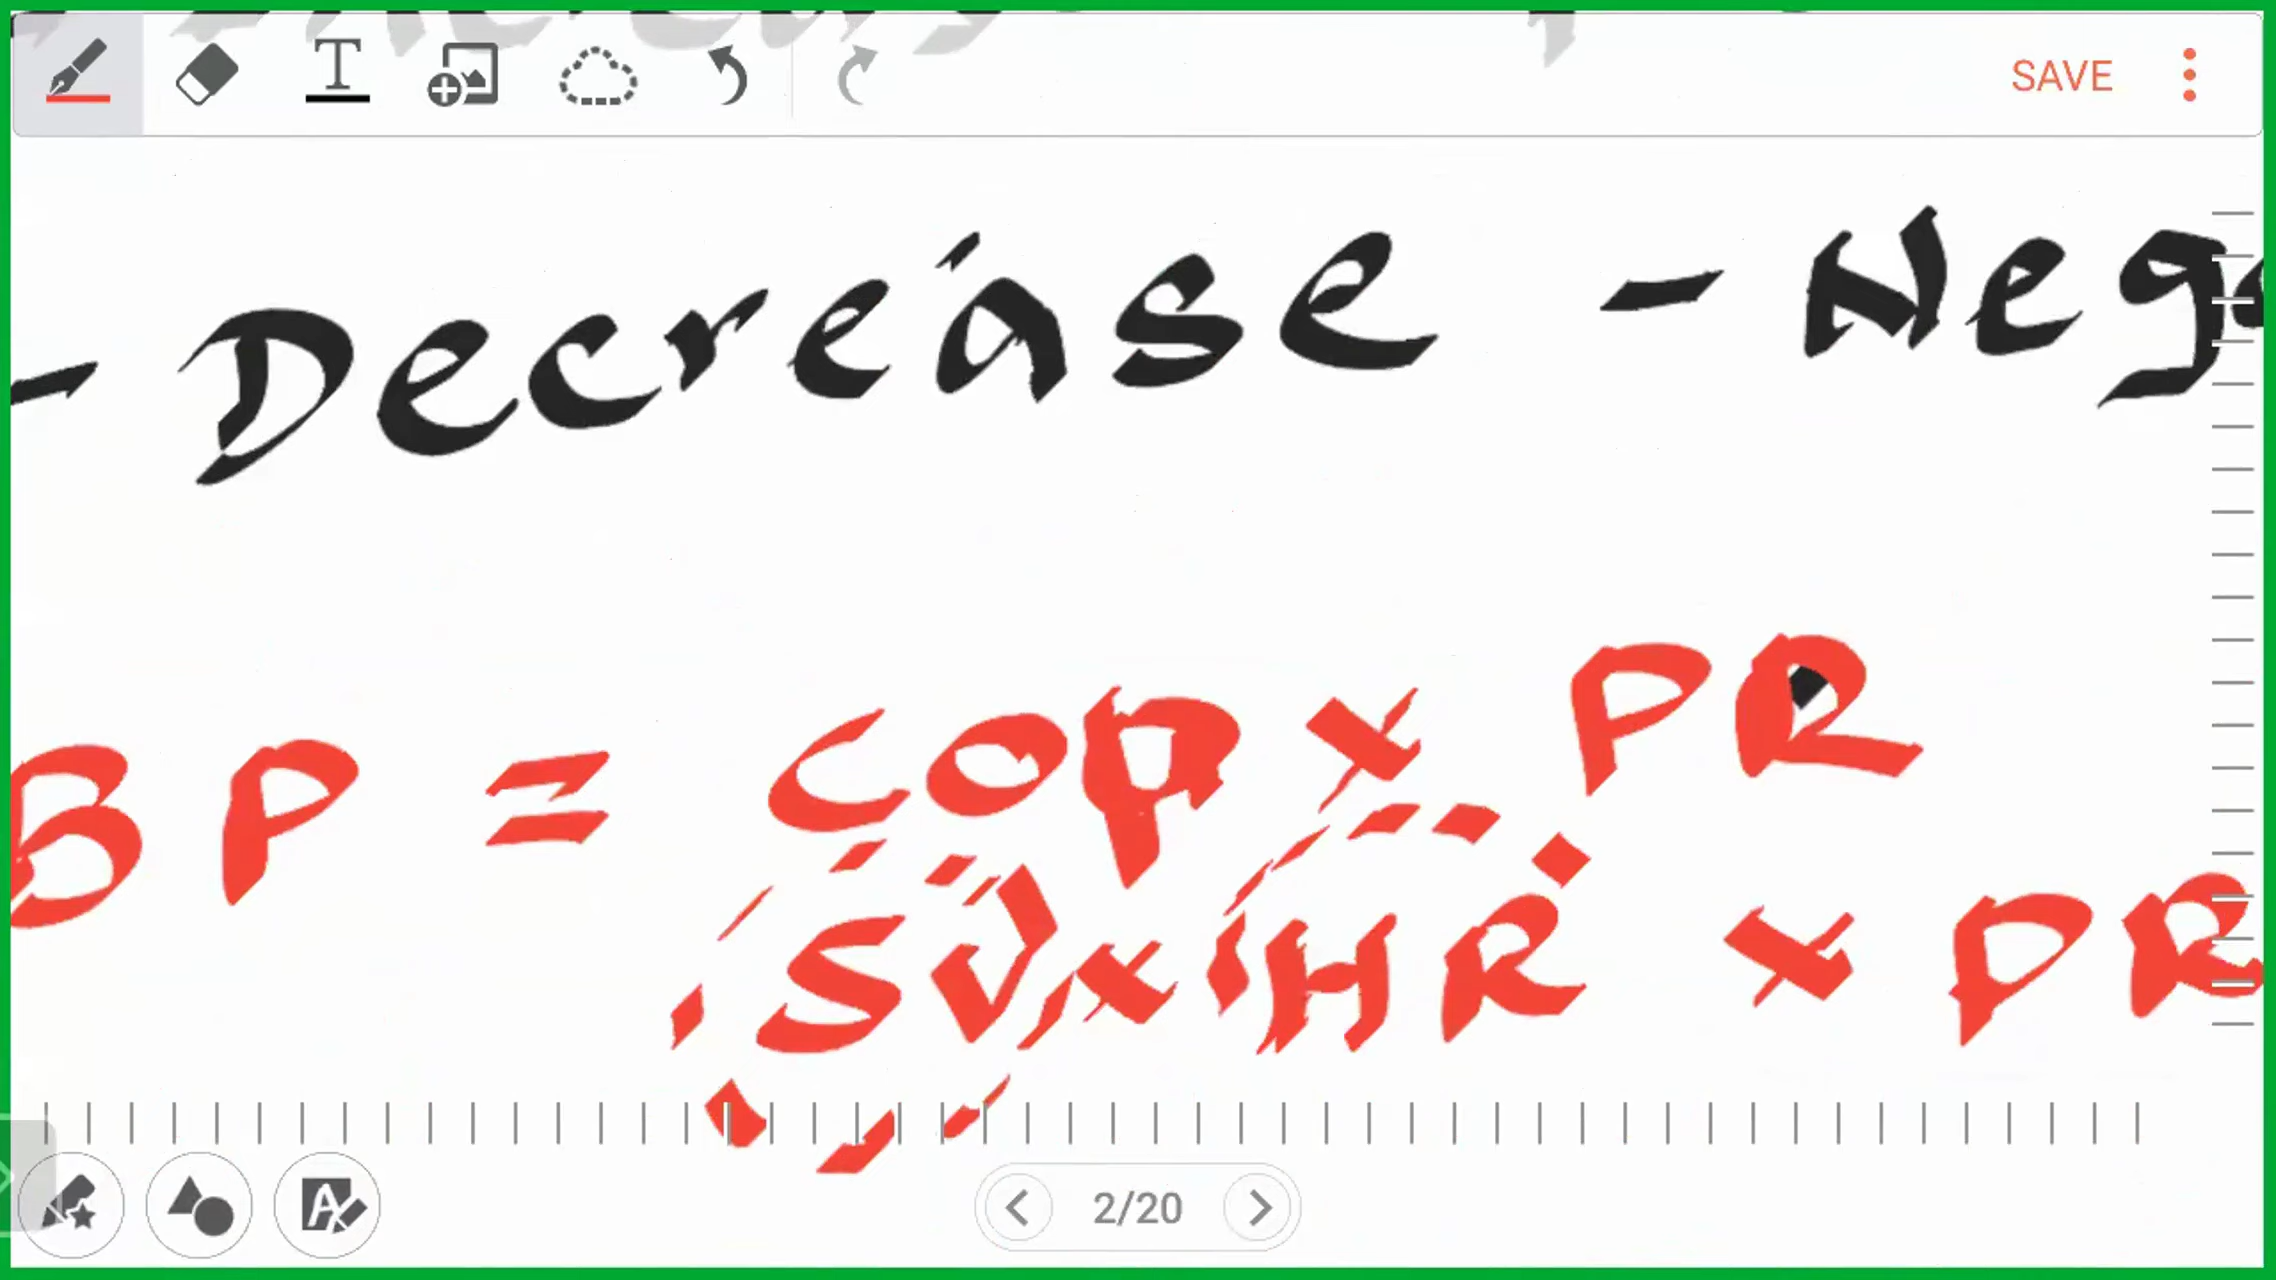 SAVE
- Decrease - Neg
BP = COP x PR
SV x HR x PR
2/20